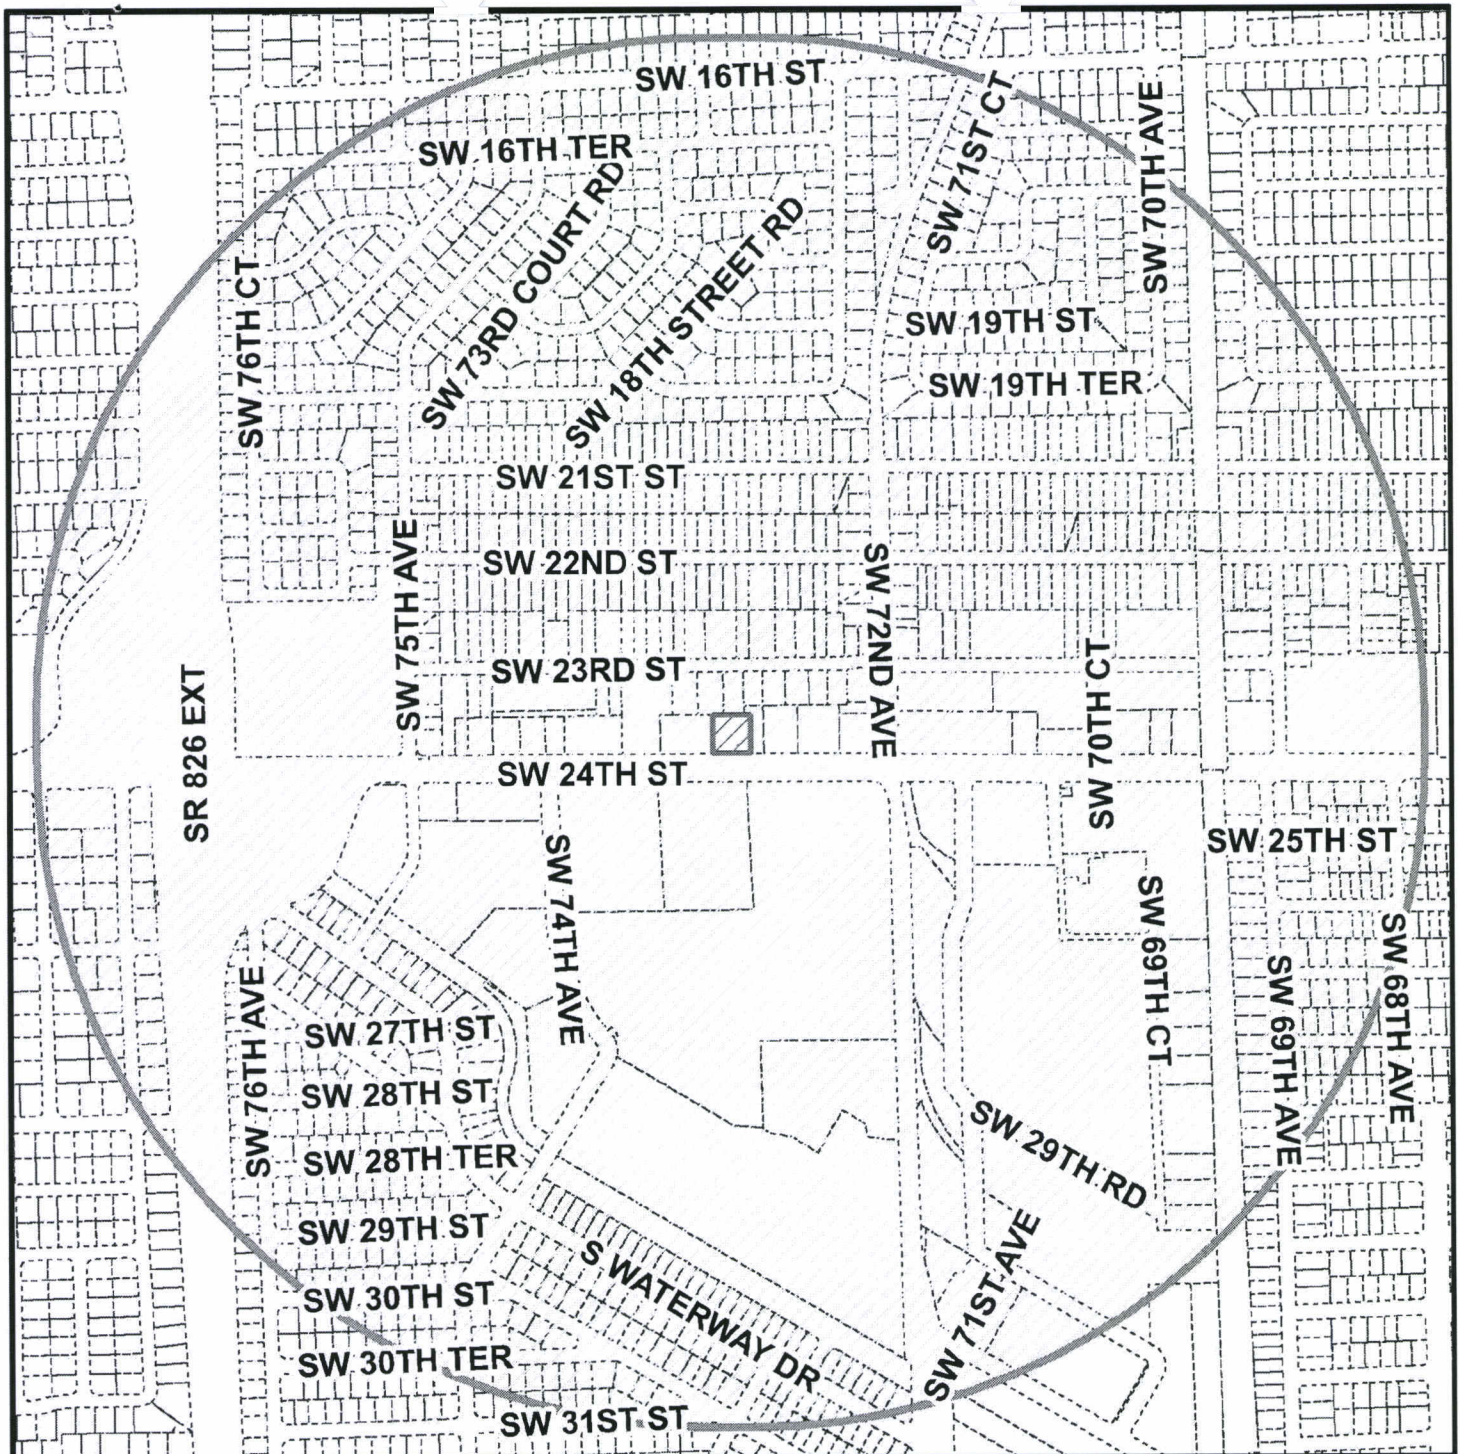 SW 16TH ST
SW 16TH TER
SW 71ST CT
SW 70TH AVE
SW 73RD COURT RD
SW 18TH STREET RD
SW 76TH CT
SW 19TH ST
SW 19TH TER
SW 21ST ST
SW 22ND ST
SW 75TH AVE
SW 72ND AVE
SW 23RD ST
SW 70TH CT
SR 826 EXT
SW 24TH ST
SW 25TH ST
SW 74TH AVE
SW 69TH CT
SW 68TH AVE
SW 69TH AVE
SW 76TH AVE
SW 27TH ST
SW 28TH ST
SW 28TH TER
SW 29TH RD
SW 29TH ST
S WATERWAY DR
SW 71ST AVE
SW 30TH ST
SW 30TH TER
SW 31ST ST